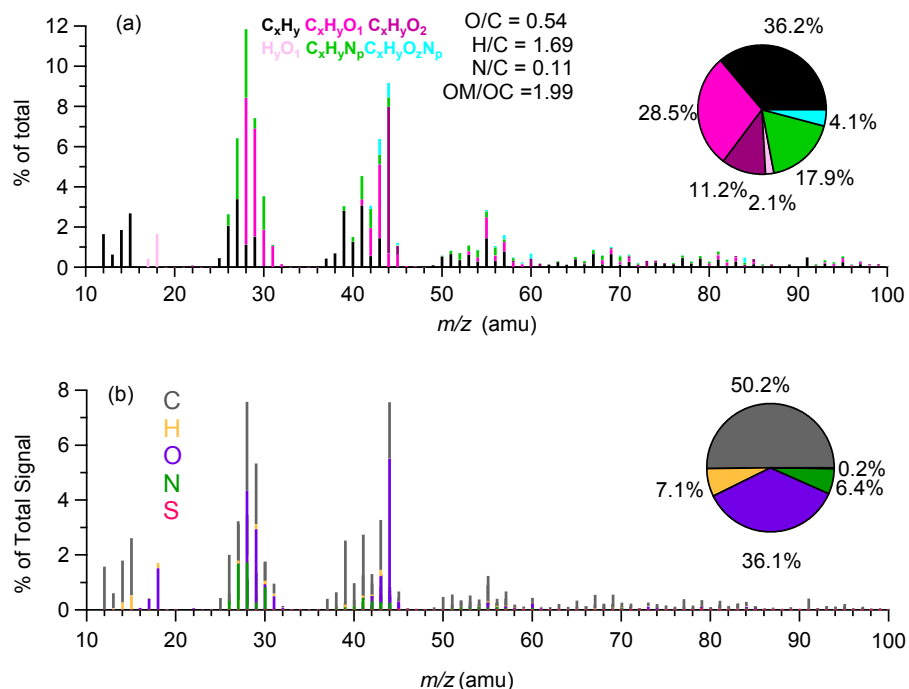 (a) CxHy CxHyO1 CxHyO2
HyO1 CxHyNp CxHyOzNp
O/C = 0.54
H/C = 1.69
N/C = 0.11
OM/OC =1.99
36.2%
28.5%
4.1%
17.9%
11.2%
2.1%
% of total
12
10
8
6
4
2
0
10 20 30 40 50 60 70 80 90 100
m/z (amu)
(b)
C
H
O
N
S
50.2%
0.2%
7.1%
6.4%
36.1%
% of Total Signal
8
6
4
2
0
10 20 30 40 50 60 70 80 90 100
m/z (amu)